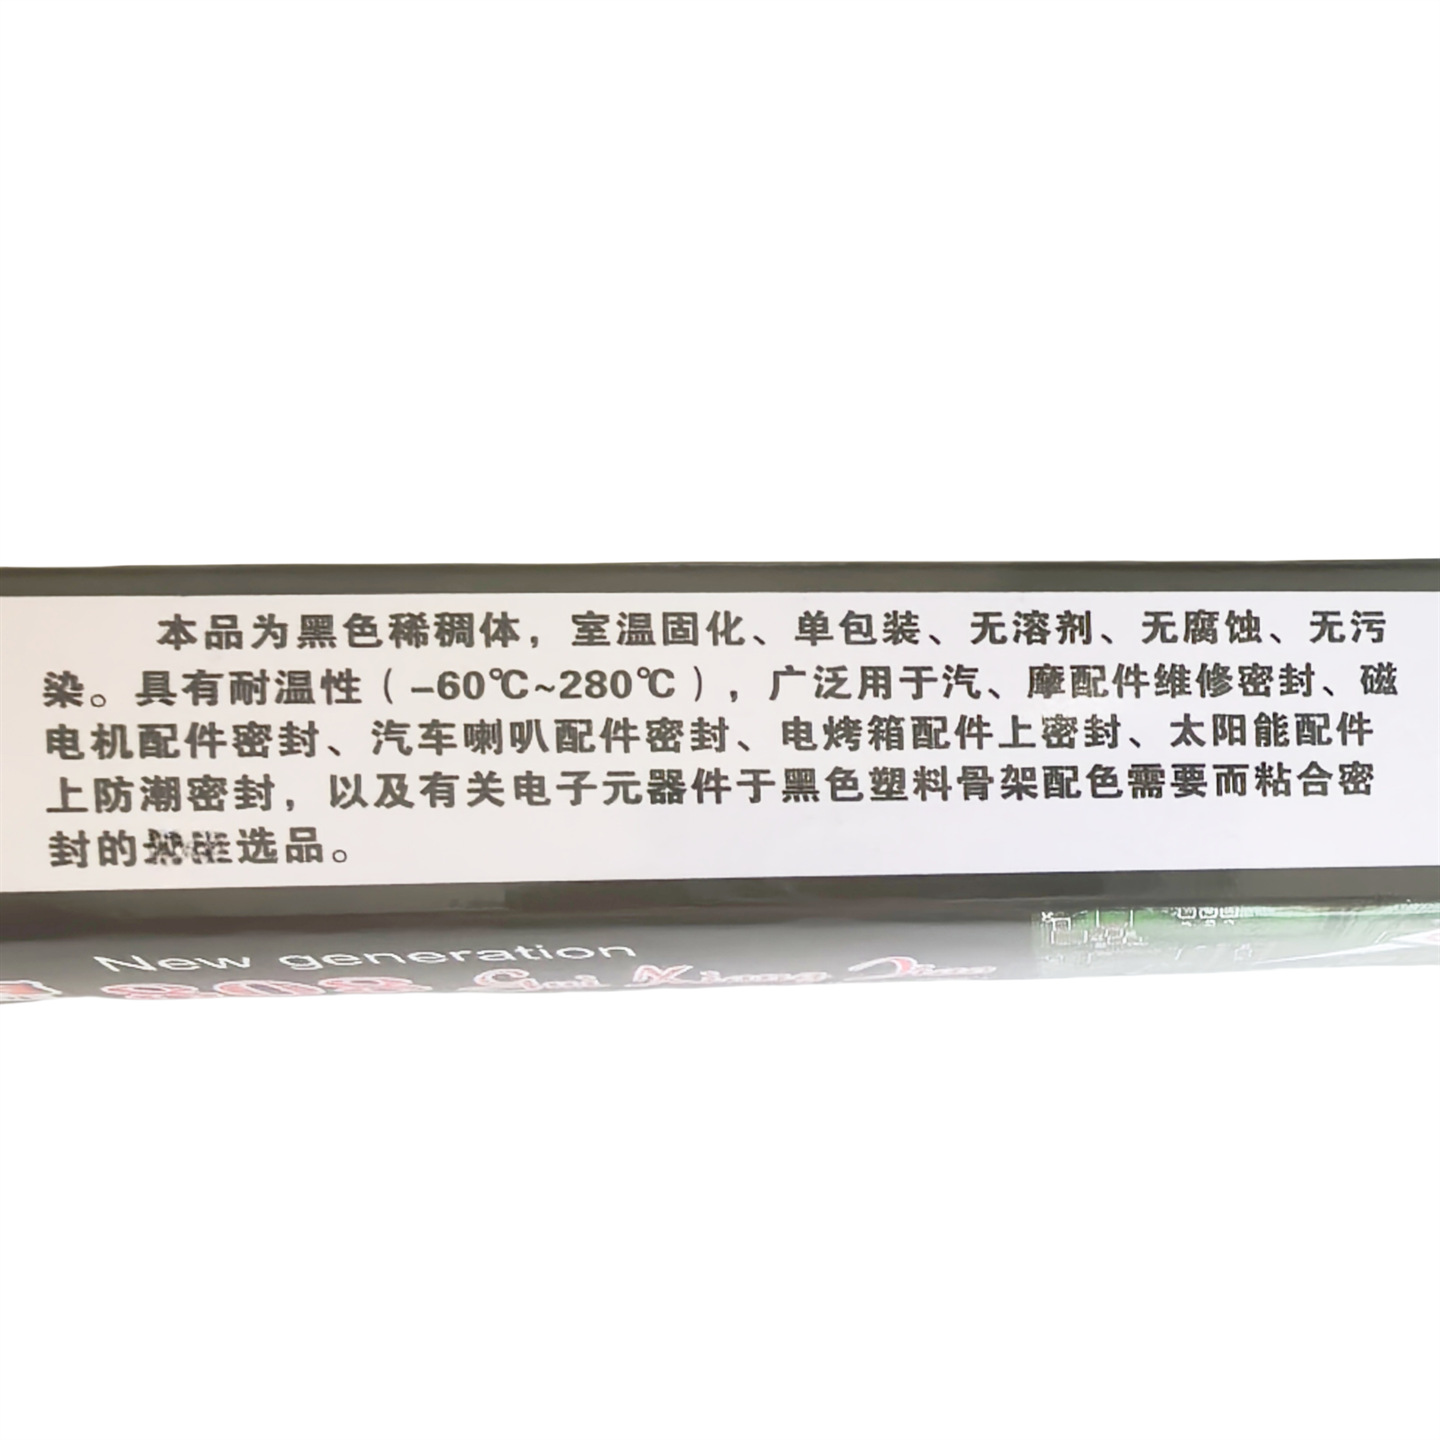 本品为黑色稀稠体，室温固化、单包装、无溶剂、无腐蚀、无污
染。具有耐温性（-60℃~280℃），广泛用于汽、摩配件维修密封、磁
电机配件密封、汽车喇叭配件密封、电烤箱配件上密封、太阳能配件
上防潮密封，以及有关电子元器件于黑色塑料骨架配色需要而粘合密
封的选品。
New generation
808 Gui Xiang Jiao